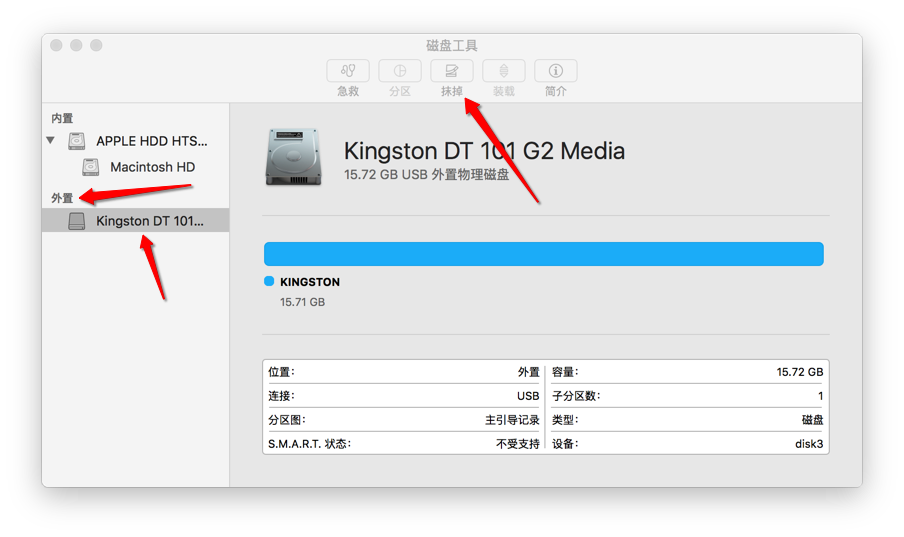 磁盘工具
急救 分区 抹掉 装载 简介
内置
APPLE HDD HTS...
Macintosh HD
外置
Kingston DT 101...
Kingston DT 101 G2 Media
15.72 GB USB 外置物理磁盘
KINGSTON
15.71 GB
位置: 外置 容量: 15.72 GB
连接: USB 子分区数: 1
分区图: 主引导记录 类型: 磁盘
S.M.A.R.T. 状态: 不受支持 设备: disk3